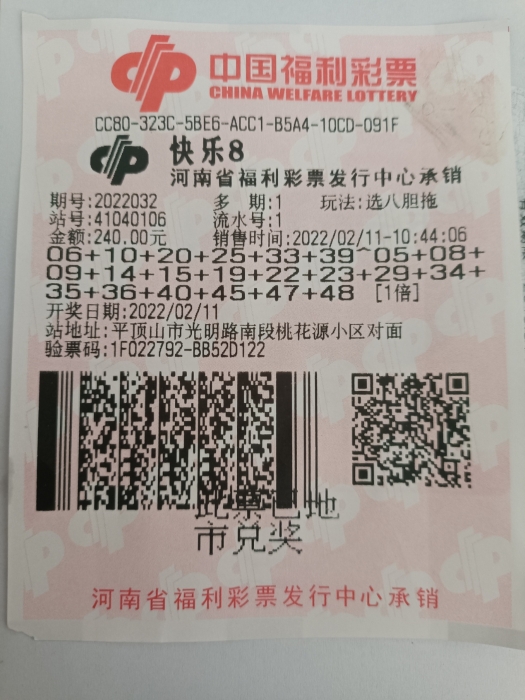 中国福利彩票
CHINA WELFARE LOTTERY
CC80-323C-5BE6-ACC1-B5A4-10CD-091F
快乐8
河南省福利彩票发行中心承销
期号:2022032 多 期:1 玩法:选八胆拖
站号:41040106 流水号:1
金额:240.00元 销售时间:2022/02/11-10:44:06
06+10+20+25+33+39^05+08+
09+14+15+19+22+23+29+34+
35+36+40+45+47+48 [1倍]
开奖日期:2022/02/11
站地址:平顶山市光明路南段桃花源小区对面
验票码:1F022792-BB52D122
此票已地
市兑奖
河南省福利彩票发行中心承销